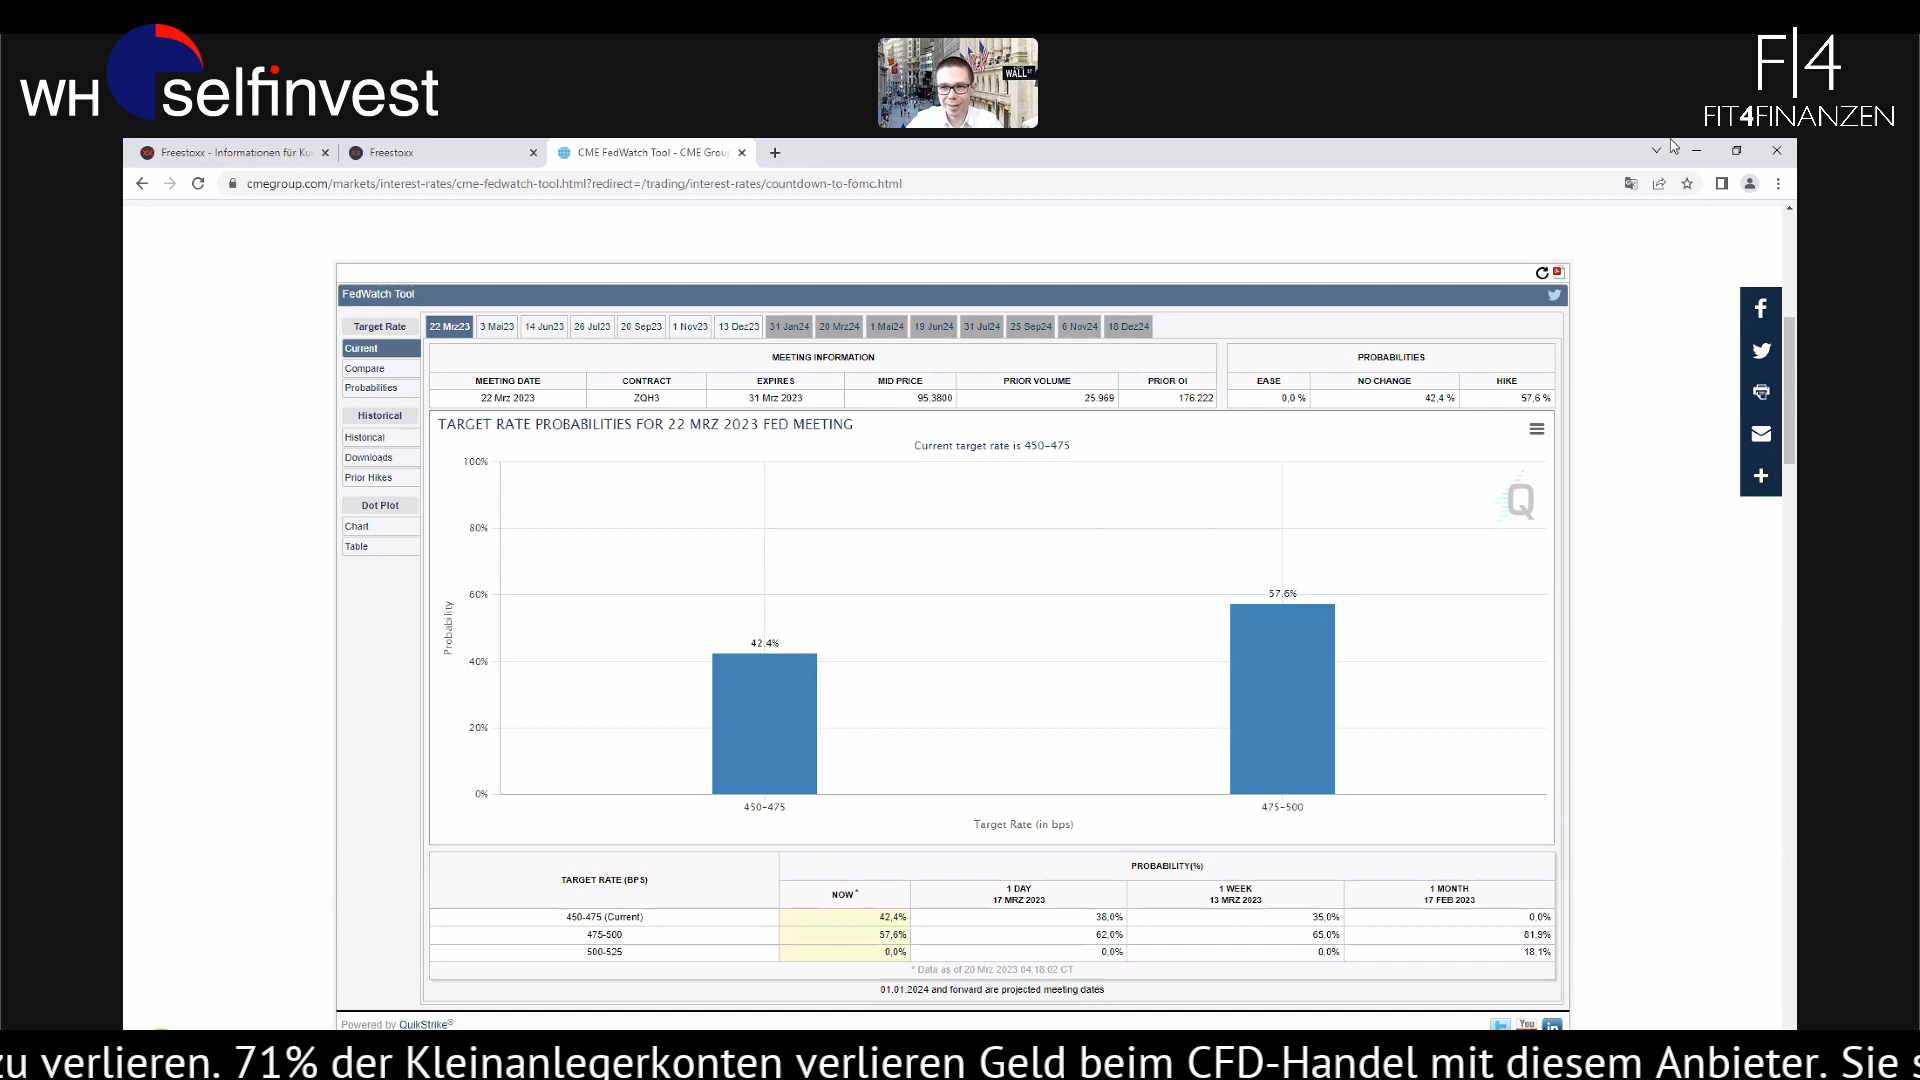 WH selfinvest
WALL ST
F|4
FIT4FINANZEN
Freestoxx - Informationen für Ku
Freestoxx
CME FedWatch Tool - CME Grou
cmegroup.com/markets/interest-rates/cme-fedwatch-tool.html?redirect=/trading/interest-rates/countdown-to-fomc.html
FedWatch Tool
Target Rate
Current
Compare
Probabilities
Historical
Historical
Downloads
Prior Hikes
Dot Plot
Chart
Table
22 Mrz23 3 Mai23 14 Jun23 26 Jul23 20 Sep23 1 Nov23 13 Dez23 31 Jan24 20 Mrz24 1 Mai24 19 Jun24 31 Jul24 25 Sep24 6 Nov24 18 Dez24
MEETING INFORMATION
MEETING DATE CONTRACT EXPIRES MID PRICE PRIOR VOLUME PRIOR OI
22 Mrz 2023 ZQH3 31 Mrz 2023 95.3800 25.969 176.222
PROBABILITIES
EASE NO CHANGE HIKE
0,0 % 42,4 % 57,6 %
TARGET RATE PROBABILITIES FOR 22 MRZ 2023 FED MEETING
Current target rate is 450–475
Q
Probability
100%
80%
60%
40%
20%
0%
42.4%
57.6%
450–475
475–500
Target Rate (in bps)
TARGET RATE (BPS) PROBABILITY(%)
NOW * 1 DAY 17 MRZ 2023 1 WEEK 13 MRZ 2023 1 MONTH 17 FEB 2023
450-475 (Current) 42,4% 38,0% 35,0% 0,0%
475-500 57,6% 62,0% 65,0% 81,9%
500-525 0,0% 0,0% 0,0% 18,1%
* Data as of 20 Mrz 2023 04:18:02 CT
01.01.2024 and forward are projected meeting dates
Powered by QuikStrike®
You
in
zu verlieren. 71% der Kleinanlegerkonten verlieren Geld beim CFD-Handel mit diesem Anbieter. Sie s